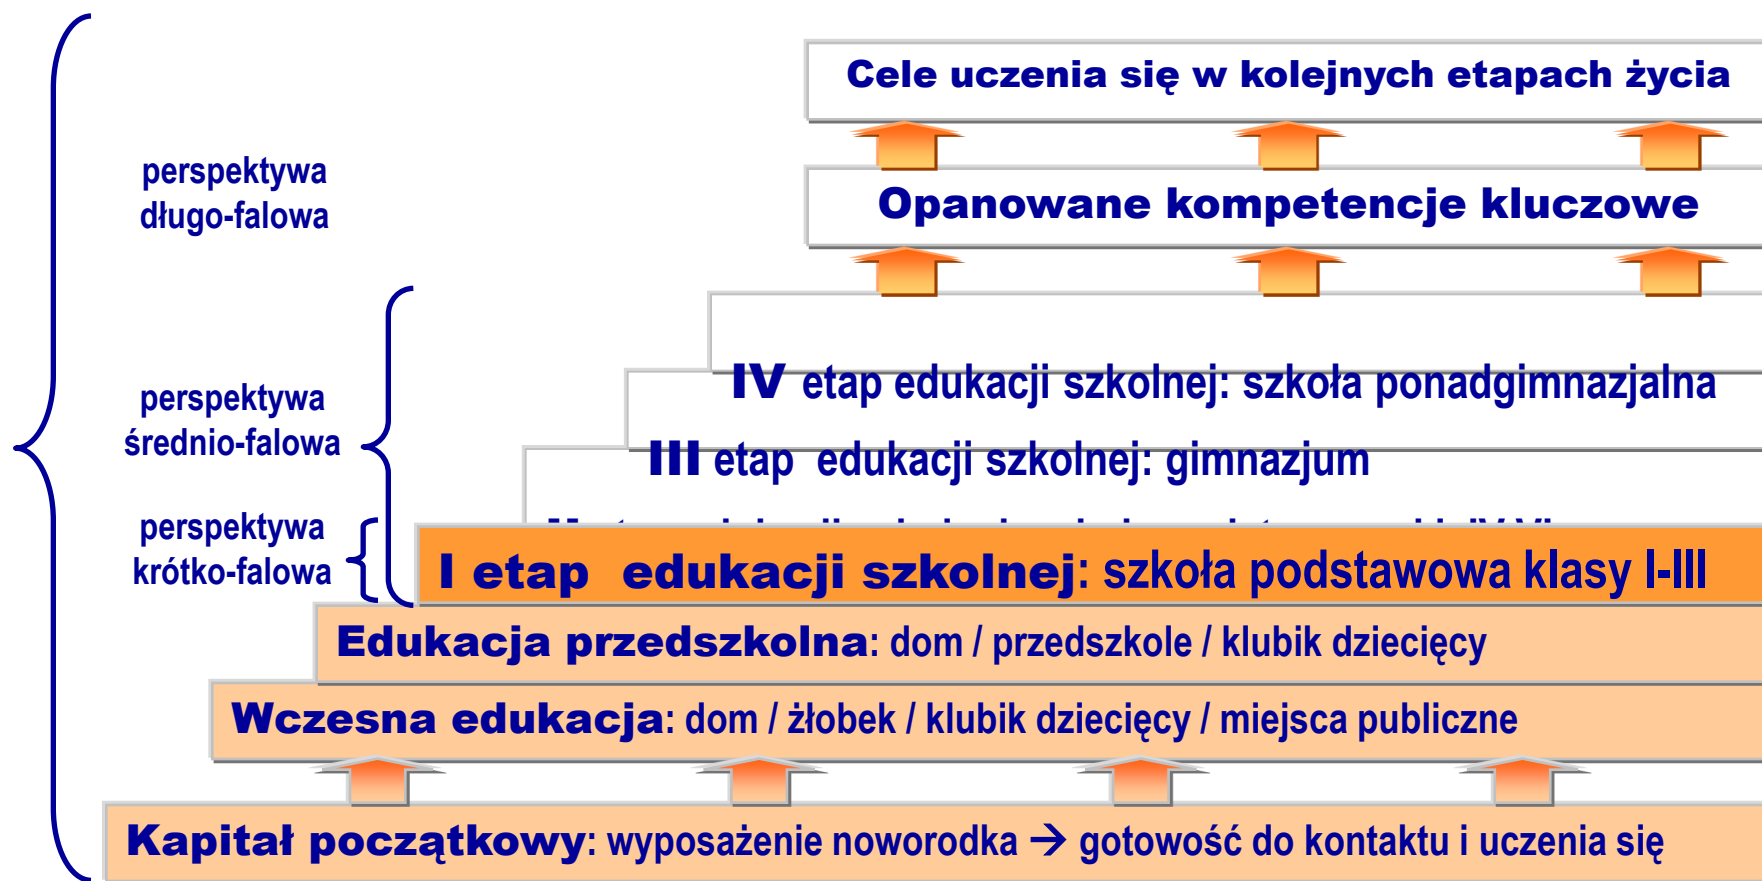 Cele uczenia się w kolejnych etapach życia
perspektywa
długo-falowa
Opanowane kompetencje kluczowe
IV etap edukacji szkolnej: szkoła ponadgimnazjalna
perspektywa
średnio-falowa
III etap edukacji szkolnej: gimnazjum
perspektywa
krótko-falowa
I etap edukacji szkolnej: szkoła podstawowa klasy I-III
Edukacja przedszkolna: dom / przedszkole / klubik dziecięcy
Wczesna edukacja: dom / żłobek / klubik dziecięcy / miejsca publiczne
Kapitał początkowy: wyposażenie noworodka → gotowość do kontaktu i uczenia się